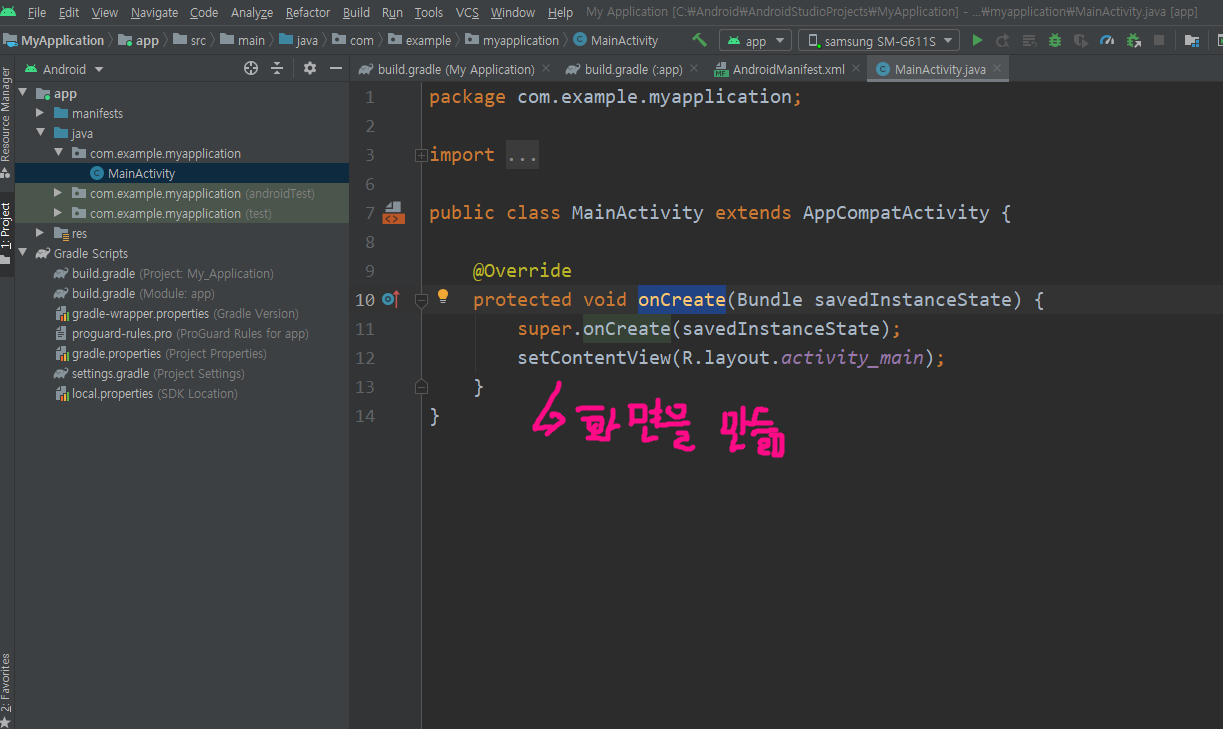 File Edit View Navigate Code Analyze Refactor Build Run Tools VCS Window Help My Application [C:₩Android₩AndroidStudioProjects₩MyApplication] - ...₩myapplication₩MainActivity.java [app]
MyApplication app src main java com example myapplication MainActivity app samsung SM-G611S
Android build.gradle (My Application) build.gradle (:app) AndroidManifest.xml MainActivity.java
Resource Manager
1: Project
2: Favorites
app
manifests
java
com.example.myapplication
MainActivity
com.example.myapplication (androidTest)
com.example.myapplication (test)
res
Gradle Scripts
build.gradle (Project: My_Application)
build.gradle (Module: app)
gradle-wrapper.properties (Gradle Version)
proguard-rules.pro (ProGuard Rules for app)
gradle.properties (Project Properties)
settings.gradle (Project Settings)
local.properties (SDK Location)
1 package com.example.myapplication;
2
3 import ...
6
7 public class MainActivity extends AppCompatActivity {
8
9 @Override
10 protected void onCreate(Bundle savedInstanceState) {
11 super.onCreate(savedInstanceState);
12 setContentView(R.layout.activity_main);
13 }
14 }
화면을 만듦